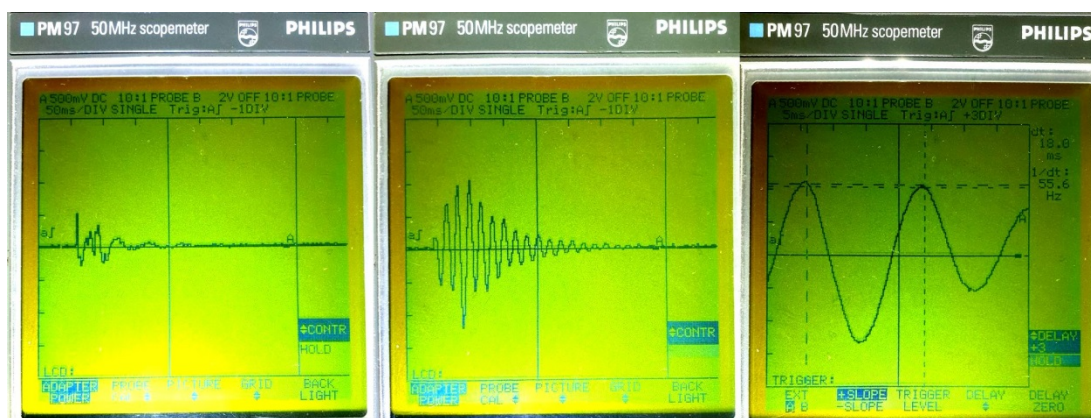 PM97 50MHz scopemeter PHILIPS PHILIPS
A 500mV DC 10:1 PROBE B 2V OFF 10:1 PROBE
50ms/DIV SINGLE Trig:A∫ -1DIV
a∫
A
CONTR
HOLD
LCD:
ADAPTER PROBE PICTURE GRID BACK
POWER CAL LIGHT
PM97 50MHz scopemeter PHILIPS PHILIPS
A 500mV DC 10:1 PROBE B 2V OFF 10:1 PROBE
50ms/DIV SINGLE Trig:A∫ -1DIV
a∫
A
CONTR
LCD:
ADAPTER PROBE PICTURE GRID BACK
POWER CAL LIGHT
PM97 50MHz scopemeter PHILIPS PHILIPS
A 500mV DC 10:1 PROBE B 2V OFF 10:1 PROBE
5ms/DIV SINGLE Trig:A∫ +3DIV
dt:
18.0
ms
1/dt:
55.6
Hz
a∫
A
DELAY
+3
HOLD
TRIGGER:
EXT +SLOPE TRIGGER DELAY DELAY
A B -SLOPE LEVEL ZERO